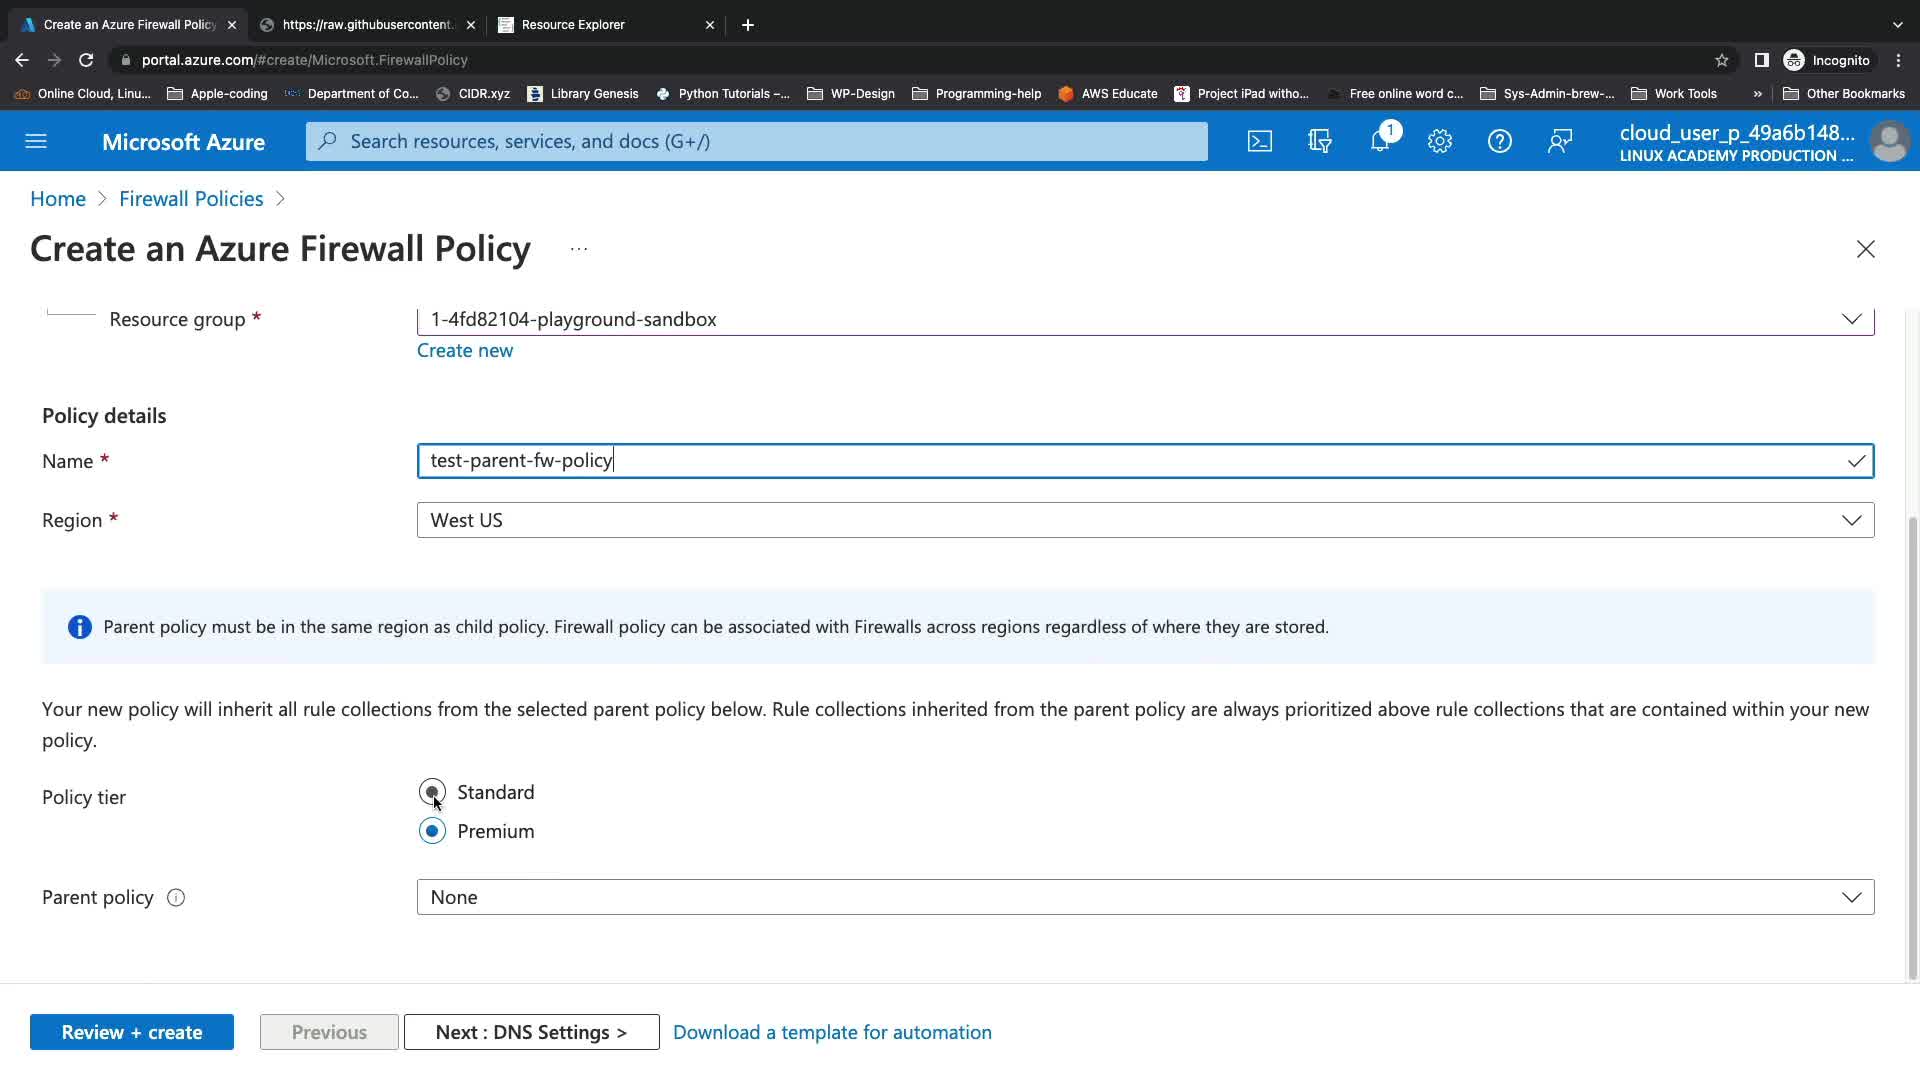 Create an Azure Firewall Policy
https://raw.githubusercontent.
Resource Explorer
portal.azure.com/#create/Microsoft.FirewallPolicy
Incognito
Online Cloud, Linu...
Apple-coding
Department of Co...
CIDR.xyz
Library Genesis
Python Tutorials –...
WP-Design
Programming-help
AWS Educate
Project iPad witho...
Free online word c...
Sys-Admin-brew-...
Work Tools
»
Other Bookmarks
Microsoft Azure
Search resources, services, and docs (G+/)
1
cloud_user_p_49a6b148...
LINUX ACADEMY PRODUCTION ...
Home > Firewall Policies >
Create an Azure Firewall Policy ...
Resource group *
1-4fd82104-playground-sandbox
Create new
Policy details
Name *
test-parent-fw-policy
Region *
West US
Parent policy must be in the same region as child policy. Firewall policy can be associated with Firewalls across regions regardless of where they are stored.
Your new policy will inherit all rule collections from the selected parent policy below. Rule collections inherited from the parent policy are always prioritized above rule collections that are contained within your new
policy.
Policy tier
Standard
Premium
Parent policy
None
Review + create
Previous
Next : DNS Settings >
Download a template for automation